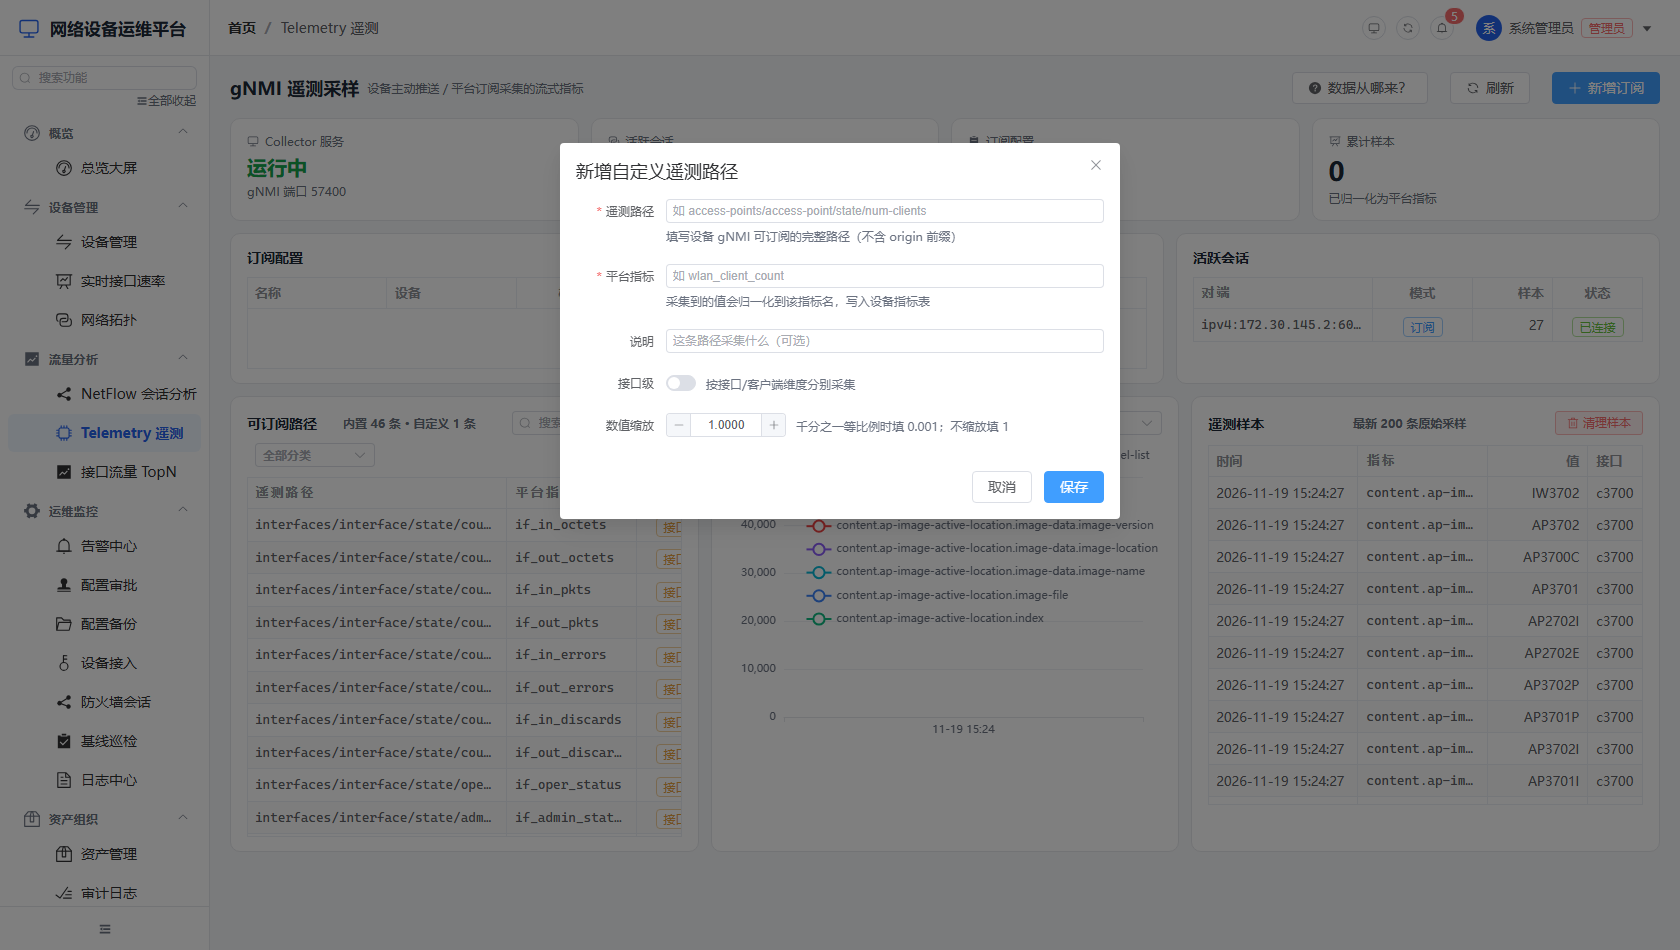 网络设备运维平台
首页 / Telemetry 遥测
5
系 系统管理员 管理员
搜索功能
全部收起
概览
总览大屏
设备管理
设备管理
实时接口速率
网络拓扑
流量分析
NetFlow 会话分析
Telemetry 遥测
接口流量 TopN
运维监控
告警中心
配置审批
配置备份
设备接入
防火墙会话
基线巡检
日志中心
资产组织
资产管理
审计日志
gNMI 遥测采样 设备主动推送 / 平台订阅采集的流式指标
数据从哪来?
刷新
新增订阅
Collector 服务
运行中
gNMI 端口 57400
活跃会话
订阅配置
累计样本
0
已归一化为平台指标
新增自定义遥测路径
* 遥测路径 如 access-points/access-point/state/num-clients
填写设备 gNMI 可订阅的完整路径（不含 origin 前缀）
* 平台指标 如 wlan_client_count
采集到的值会归一化到该指标名，写入设备指标表
说明 这条路径采集什么（可选）
接口级 按接口/客户端维度分别采集
数值缩放 1.0000 千分之一等比例时填 0.001；不缩放填 1
取消 保存
订阅配置
名称 设备
活跃会话
对端 模式 样本 状态
ipv4:172.30.145.2:60... 订阅 27 已连接
可订阅路径 内置 46 条 • 自定义 1 条
全部分类
遥测路径
interfaces/interface/state/cou... if_in_octets
interfaces/interface/state/cou... if_out_octets
interfaces/interface/state/cou... if_in_pkts
interfaces/interface/state/cou... if_out_pkts
interfaces/interface/state/cou... if_in_errors
interfaces/interface/state/cou... if_out_errors
interfaces/interface/state/cou... if_in_discards
interfaces/interface/state/cou... if_out_discar...
interfaces/interface/state/ope... if_oper_status
interfaces/interface/state/adm... if_admin_stat...
el-list
40,000
30,000
20,000
10,000
0
content.ap-image-active-location.image-data.image-version
content.ap-image-active-location.image-data.image-location
content.ap-image-active-location.image-data.image-name
content.ap-image-active-location.image-file
content.ap-image-active-location.index
11-19 15:24
遥测样本 最新 200 条原始采样 清理样本
时间 指标 值 接口
2026-11-19 15:24:27 content.ap-im... IW3702 c3700
2026-11-19 15:24:27 content.ap-im... AP3702 c3700
2026-11-19 15:24:27 content.ap-im... AP3700C c3700
2026-11-19 15:24:27 content.ap-im... AP3701 c3700
2026-11-19 15:24:27 content.ap-im... AP2702I c3700
2026-11-19 15:24:27 content.ap-im... AP2702E c3700
2026-11-19 15:24:27 content.ap-im... AP3702P c3700
2026-11-19 15:24:27 content.ap-im... AP3701P c3700
2026-11-19 15:24:27 content.ap-im... AP3702I c3700
2026-11-19 15:24:27 content.ap-im... AP3701I c3700